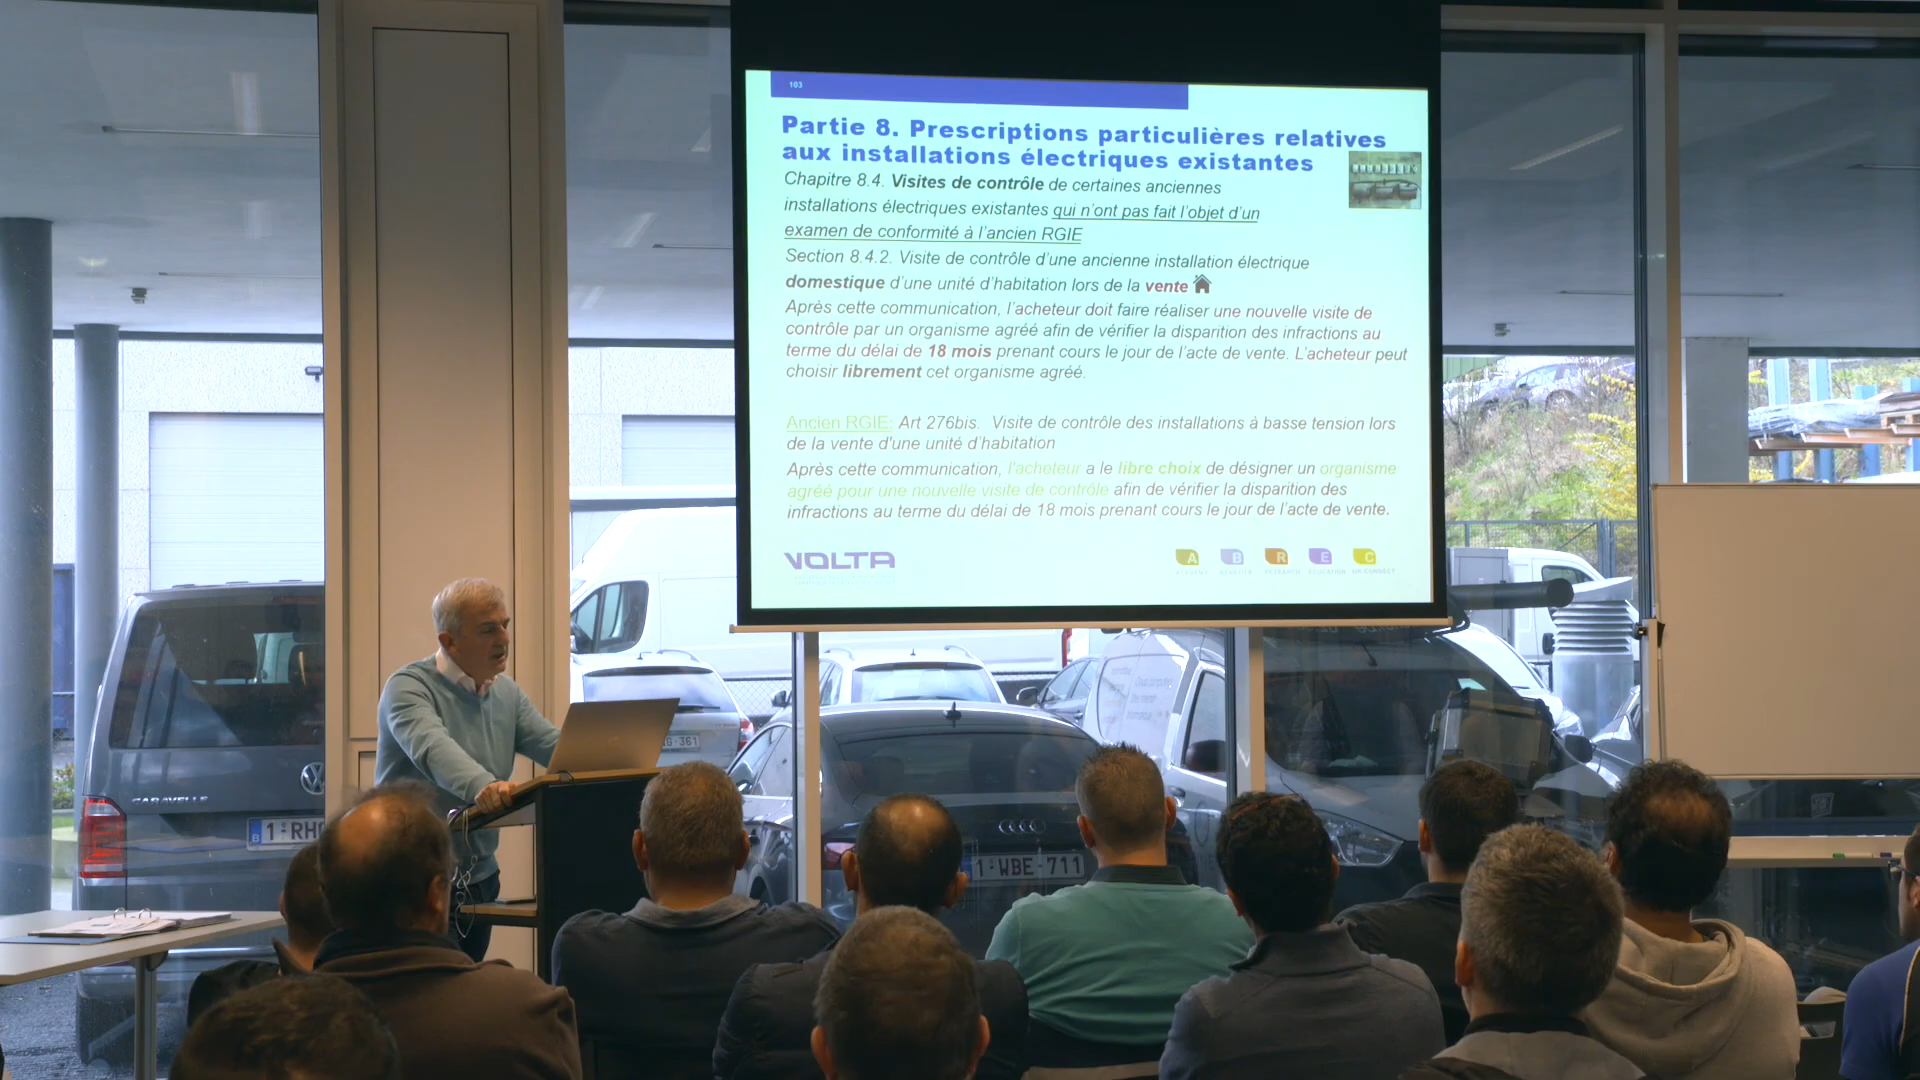 103
Partie 8. Prescriptions particulières relatives
aux installations électriques existantes
Chapitre 8.4. Visites de contrôle de certaines anciennes
installations électriques existantes qui n'ont pas fait l'objet d'un
examen de conformité à l'ancien RGIE
Section 8.4.2. Visite de contrôle d'une ancienne installation électrique
domestique d'une unité d'habitation lors de la vente
Après cette communication, l'acheteur doit faire réaliser une nouvelle visite de
contrôle par un organisme agréé afin de vérifier la disparition des infractions au
terme du délai de 18 mois prenant cours le jour de l'acte de vente. L'acheteur peut
choisir librement cet organisme agréé.
Ancien RGIE: Art 276bis. Visite de contrôle des installations à basse tension lors
de la vente d'une unité d'habitation
Après cette communication, l'acheteur a le libre choix de désigner un organisme
agréé pour une nouvelle visite de contrôle afin de vérifier la disparition des
infractions au terme du délai de 18 mois prenant cours le jour de l'acte de vente.
VOLTA
A B R E C
RESEARCH EDUCATION
CARAVELLE
B 1-RH
G-361
1-WBE-711